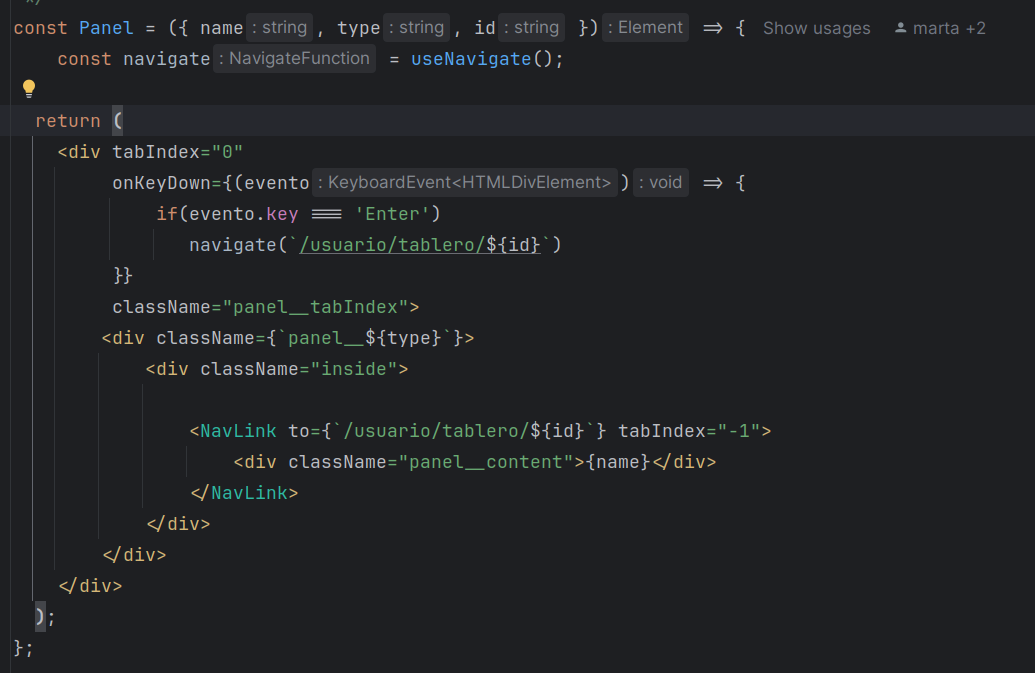 */
const Panel = ({ name : string , type : string , id : string }) : Element => { Show usages marta +2
const navigate : NavigateFunction = useNavigate();
return (
<div tabIndex="0"
onKeyDown={(evento : KeyboardEvent<HTMLDivElement> ) : void => {
if(evento.key === 'Enter')
navigate(`/usuario/tablero/${id}`)
}}
className="panel__tabIndex">
<div className={`panel__${type}`}>
<div className="inside">
<NavLink to={`/usuario/tablero/${id}`} tabIndex="-1">
<div className="panel__content">{name}</div>
</NavLink>
</div>
</div>
</div>
);
};